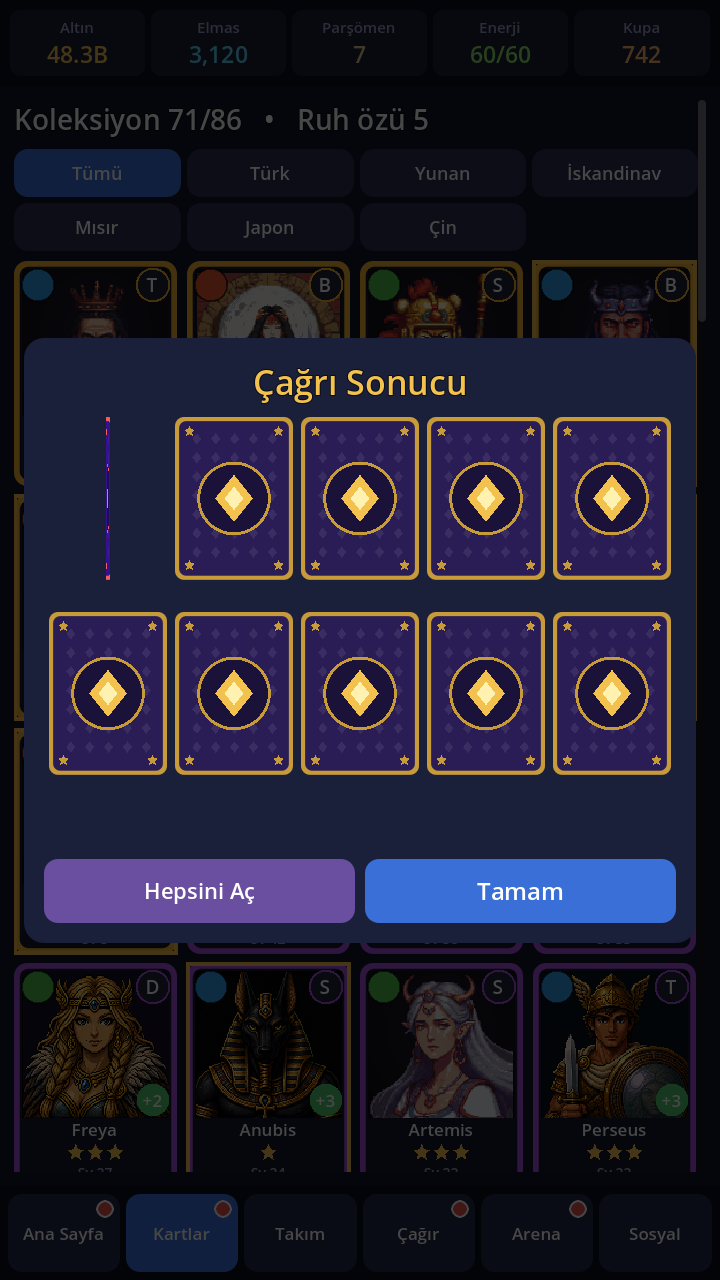 Altın
Elmas
Parşömen
Enerji
Kupa
48.3B
3,120
7
60/60
742
Koleksiyon 71/86 • Ruh özü 5
Tümü
Türk
Yunan
İskandinav
Mısır
Japon
Çin
T
B
S
B
Çağrı Sonucu
Hepsini Aç
Tamam
D
S
S
T
+2
+3
+3
Freya
Anubis
Artemis
Perseus
Ana Sayfa
Kartlar
Takım
Çağır
Arena
Sosyal